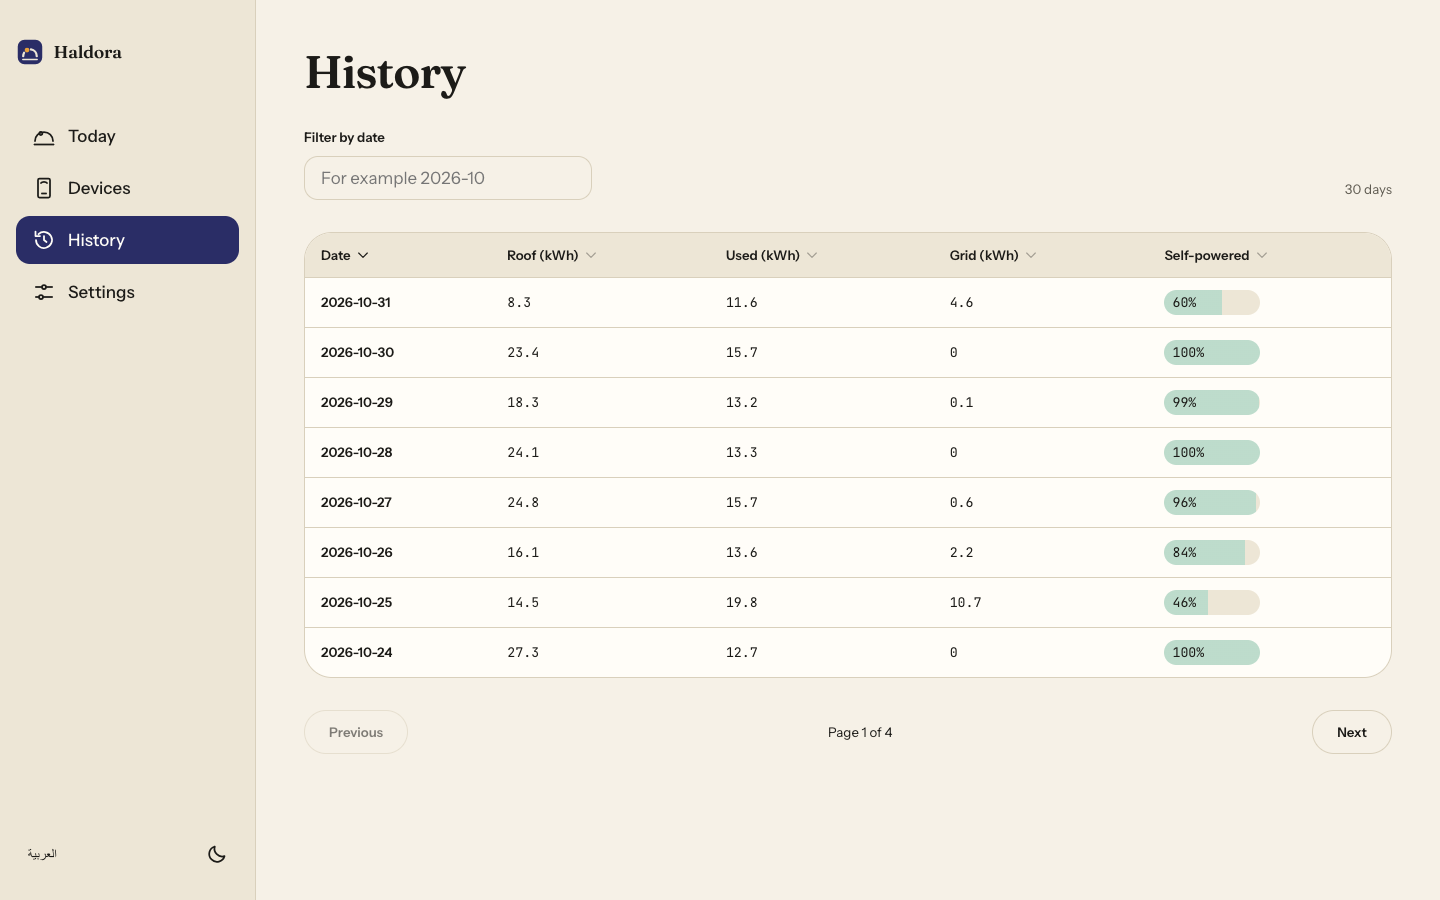 Haldora
Today
Devices
History
Settings
العربية
History
Filter by date
For example 2026-10
30 days
Date Roof (kWh) Used (kWh) Grid (kWh) Self-powered
2026-10-31 8.3 11.6 4.6 60%
2026-10-30 23.4 15.7 0 100%
2026-10-29 18.3 13.2 0.1 99%
2026-10-28 24.1 13.3 0 100%
2026-10-27 24.8 15.7 0.6 96%
2026-10-26 16.1 13.6 2.2 84%
2026-10-25 14.5 19.8 10.7 46%
2026-10-24 27.3 12.7 0 100%
Previous Page 1 of 4 Next